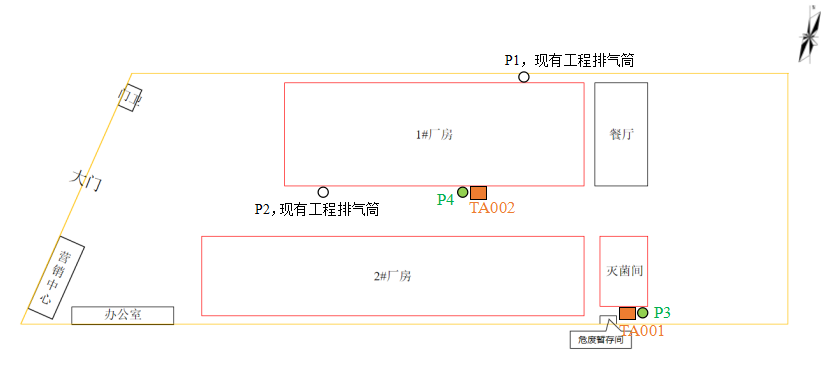 P1，现有工程排气筒
门卫
1#厂房
餐厅
大门
P4
TA002
P2，现有工程排气筒
营销中心
2#厂房
灭菌间
办公室
P3
TA001
危废暂存间